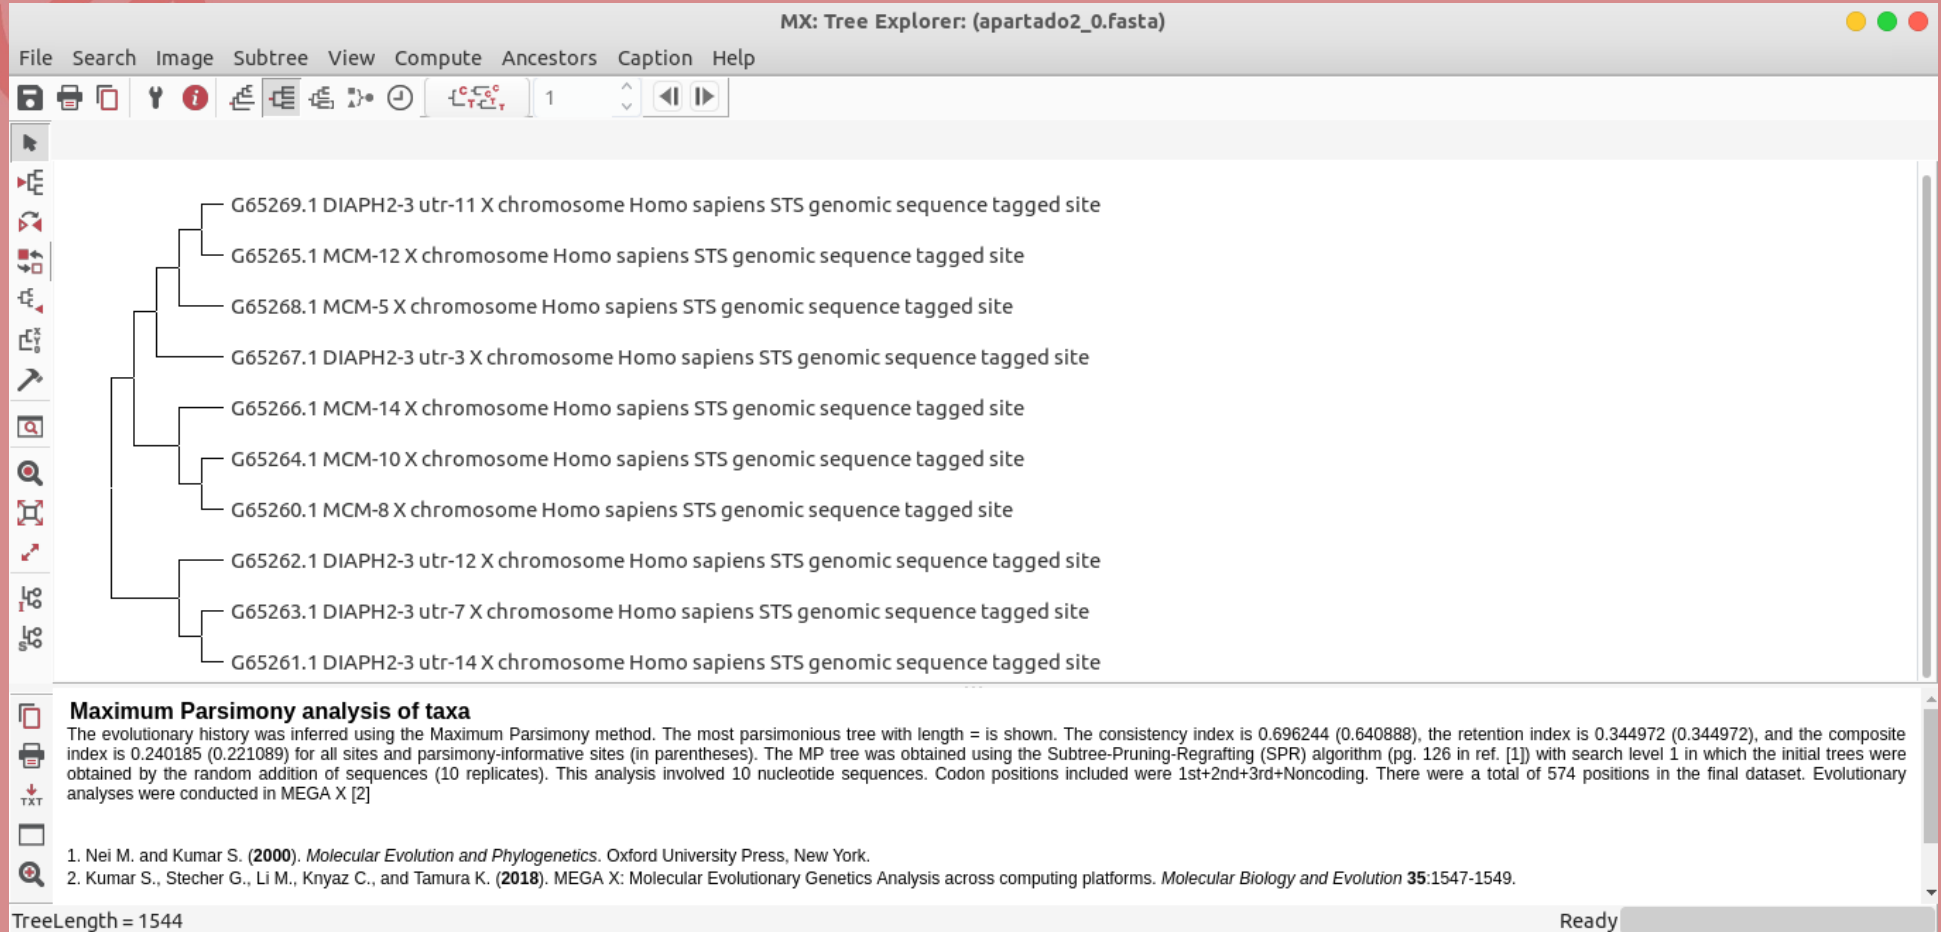 MX: Tree Explorer: (apartado2_0.fasta)
File Search Image Subtree View Compute Ancestors Caption Help
1
G65269.1 DIAPH2-3 utr-11 X chromosome Homo sapiens STS genomic sequence tagged site
G65265.1 MCM-12 X chromosome Homo sapiens STS genomic sequence tagged site
G65268.1 MCM-5 X chromosome Homo sapiens STS genomic sequence tagged site
G65267.1 DIAPH2-3 utr-3 X chromosome Homo sapiens STS genomic sequence tagged site
G65266.1 MCM-14 X chromosome Homo sapiens STS genomic sequence tagged site
G65264.1 MCM-10 X chromosome Homo sapiens STS genomic sequence tagged site
G65260.1 MCM-8 X chromosome Homo sapiens STS genomic sequence tagged site
G65262.1 DIAPH2-3 utr-12 X chromosome Homo sapiens STS genomic sequence tagged site
G65263.1 DIAPH2-3 utr-7 X chromosome Homo sapiens STS genomic sequence tagged site
G65261.1 DIAPH2-3 utr-14 X chromosome Homo sapiens STS genomic sequence tagged site
Maximum Parsimony analysis of taxa
The evolutionary history was inferred using the Maximum Parsimony method. The most parsimonious tree with length = is shown. The consistency index is 0.696244 (0.640888), the retention index is 0.344972 (0.344972), and the composite
index is 0.240185 (0.221089) for all sites and parsimony-informative sites (in parentheses). The MP tree was obtained using the Subtree-Pruning-Regrafting (SPR) algorithm (pg. 126 in ref. [1]) with search level 1 in which the initial trees were
obtained by the random addition of sequences (10 replicates). This analysis involved 10 nucleotide sequences. Codon positions included were 1st+2nd+3rd+Noncoding. There were a total of 574 positions in the final dataset. Evolutionary
analyses were conducted in MEGA X [2]
1. Nei M. and Kumar S. (2000). Molecular Evolution and Phylogenetics. Oxford University Press, New York.
2. Kumar S., Stecher G., Li M., Knyaz C., and Tamura K. (2018). MEGA X: Molecular Evolutionary Genetics Analysis across computing platforms. Molecular Biology and Evolution 35:1547-1549.
TXT
TreeLength = 1544
Ready